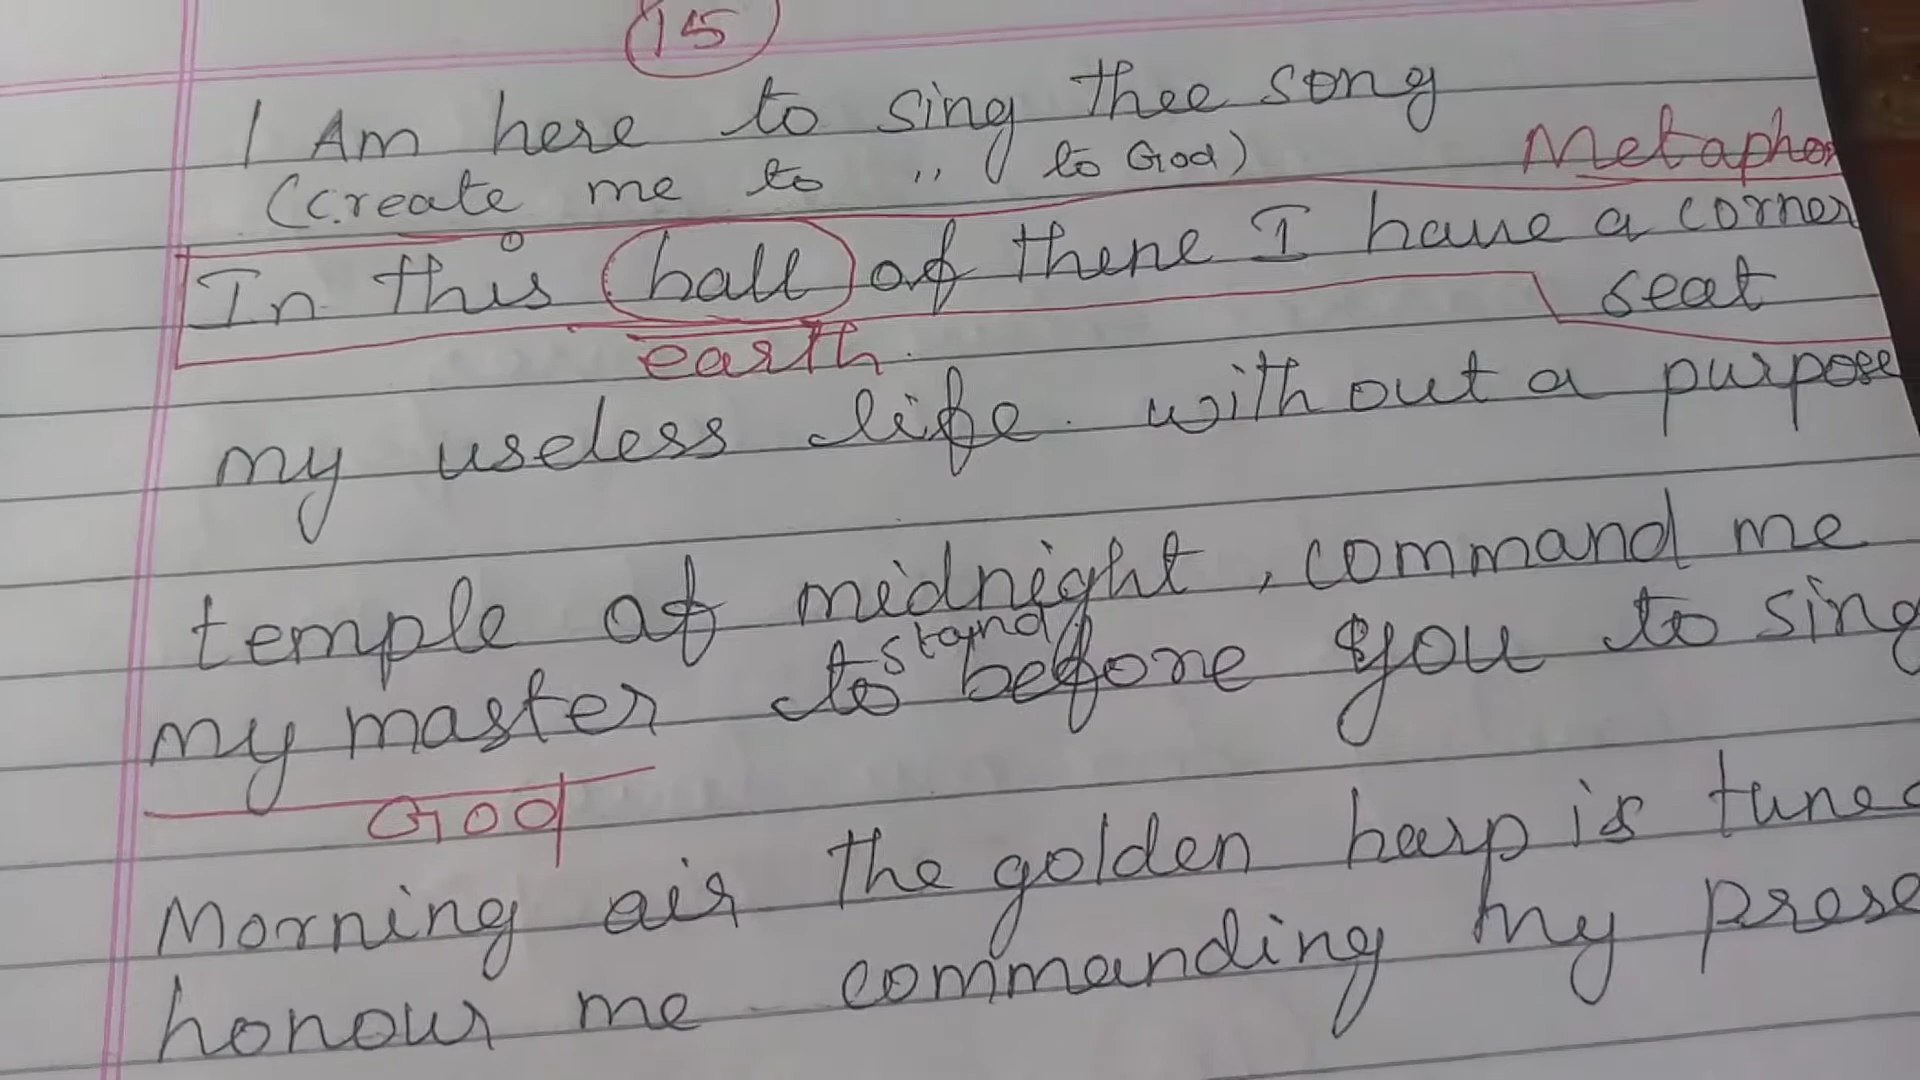 15
I Am here to sing thee song
(create me to ,, to God)
Metaphor
In this hall of thene I have a corner
seat
earth
my useless life without a purpose
temple of midnight, command me
my master to stand before you to sing
God
Morning air the golden harp is tuned
honour me commanding my prese